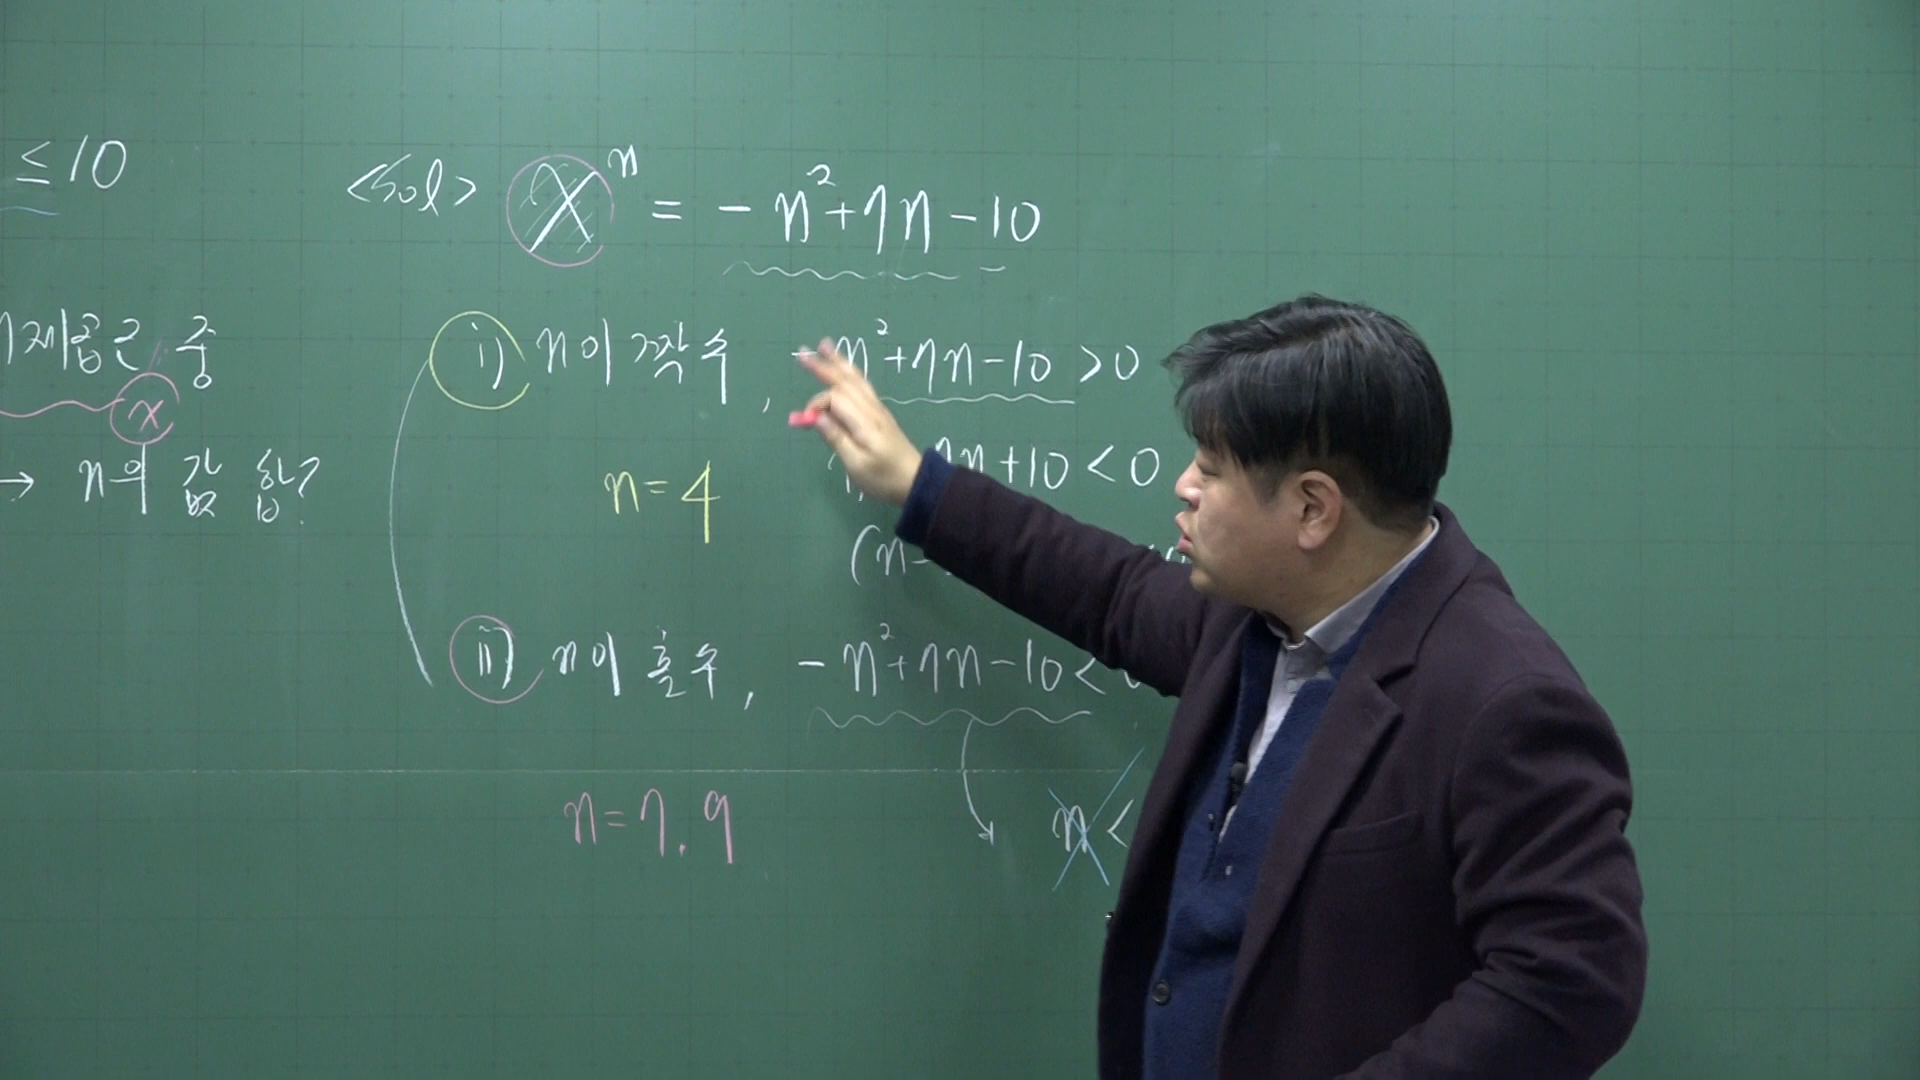 ≤10
제곱근 중
x
→ n의 값 합?
<Sol> x^n = -n²+7n-10
i) n이 짝수, -n²+7n-10>0
n=4
7n+10<0
(n-
ii) n이 홀수, -n²+7n-10<
n=7.9
n<